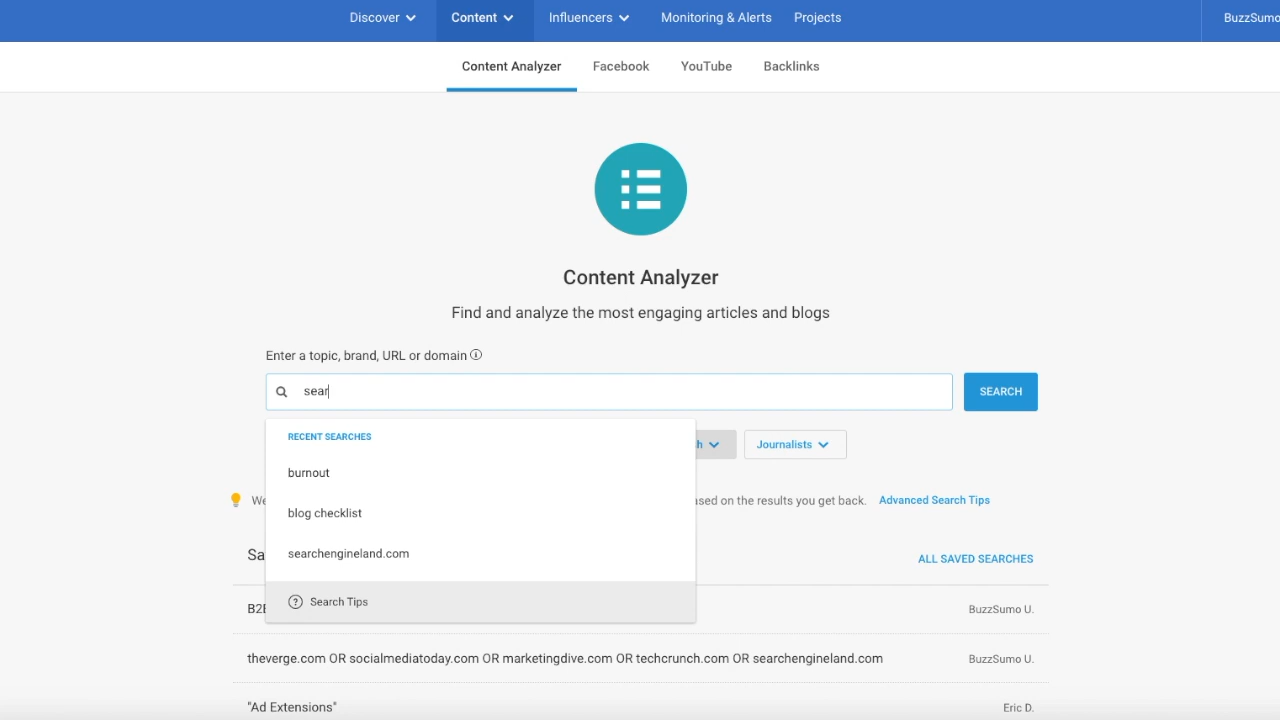 Discover Content Influencers Monitoring & Alerts Projects BuzzSumo
Content Analyzer Facebook YouTube Backlinks
Content Analyzer
Find and analyze the most engaging articles and blogs
Enter a topic, brand, URL or domain
sear
SEARCH
RECENT SEARCHES
burnout
blog checklist
searchengineland.com
? Search Tips
h Journalists
We ased on the results you get back. Advanced Search Tips
Sa ALL SAVED SEARCHES
B2B BuzzSumo U.
theverge.com OR socialmediatoday.com OR marketingdive.com OR techcrunch.com OR searchengineland.com BuzzSumo U.
"Ad Extensions" Eric D.